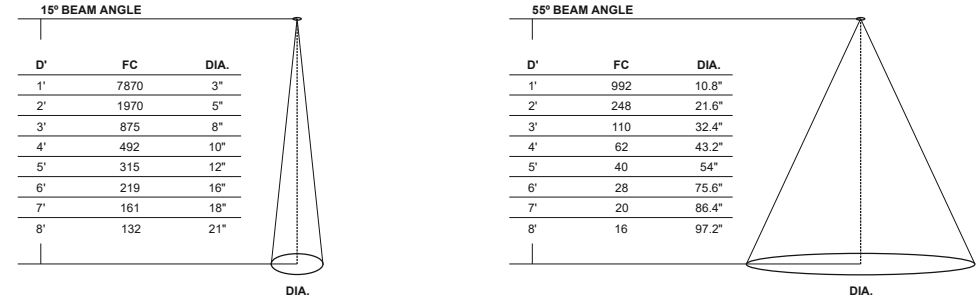 15º BEAM ANGLE
D' FC DIA.
1' 7870 3"
2' 1970 5"
3' 875 8"
4' 492 10"
5' 315 12"
6' 219 16"
7' 161 18"
8' 132 21"
DIA.
55º BEAM ANGLE
D' FC DIA.
1' 992 10.8"
2' 248 21.6"
3' 110 32.4"
4' 62 43.2"
5' 40 54"
6' 28 75.6"
7' 20 86.4"
8' 16 97.2"
DIA.